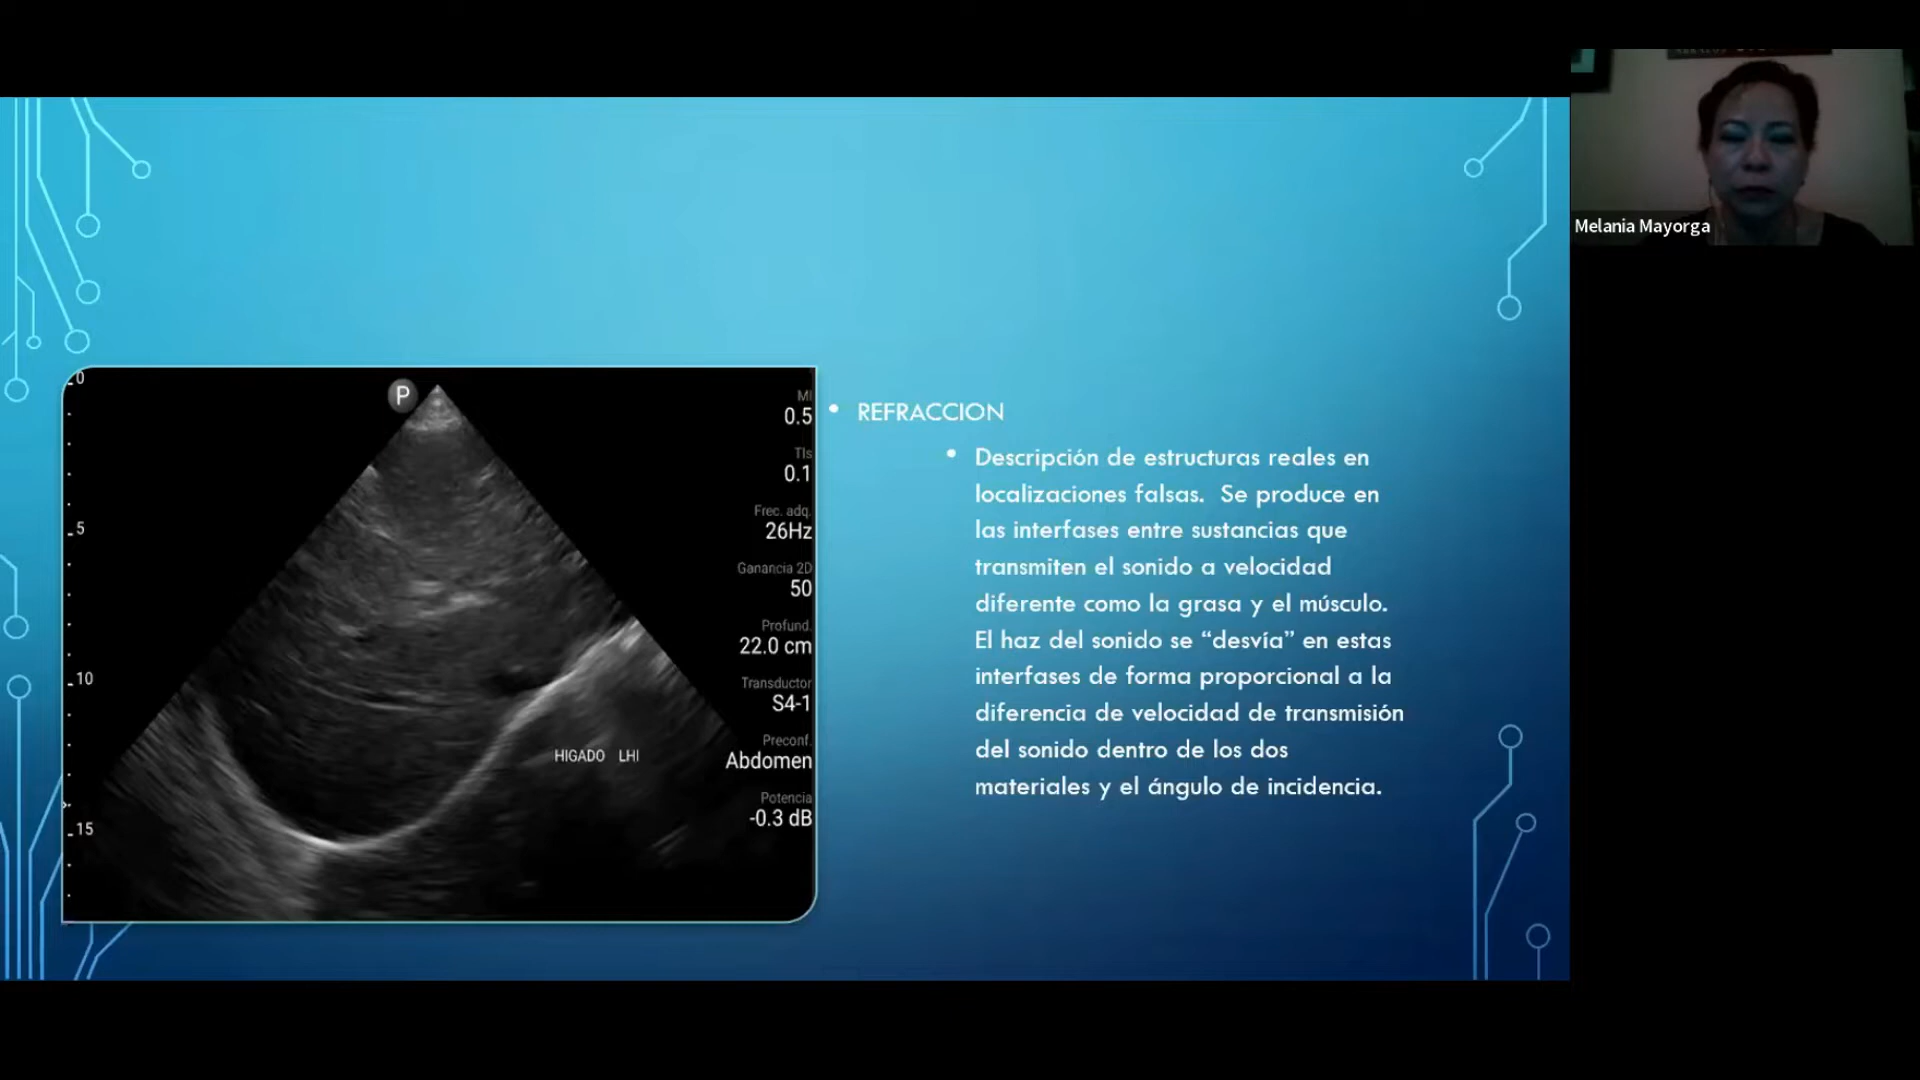 Melania Mayorga
0
P
MI
0.5
TIs
0.1
Frec. adq.
5
26Hz
Ganancia 2D
50
Profund.
22.0 cm
10
Transductor
S4-1
Preconf.
Abdomen
HIGADO LHI
Potencia
-0.3 dB
15
• REFRACCION
• Descripción de estructuras reales en
localizaciones falsas. Se produce en
las interfases entre sustancias que
transmiten el sonido a velocidad
diferente como la grasa y el músculo.
El haz del sonido se “desvía” en estas
interfases de forma proporcional a la
diferencia de velocidad de transmisión
del sonido dentro de los dos
materiales y el ángulo de incidencia.